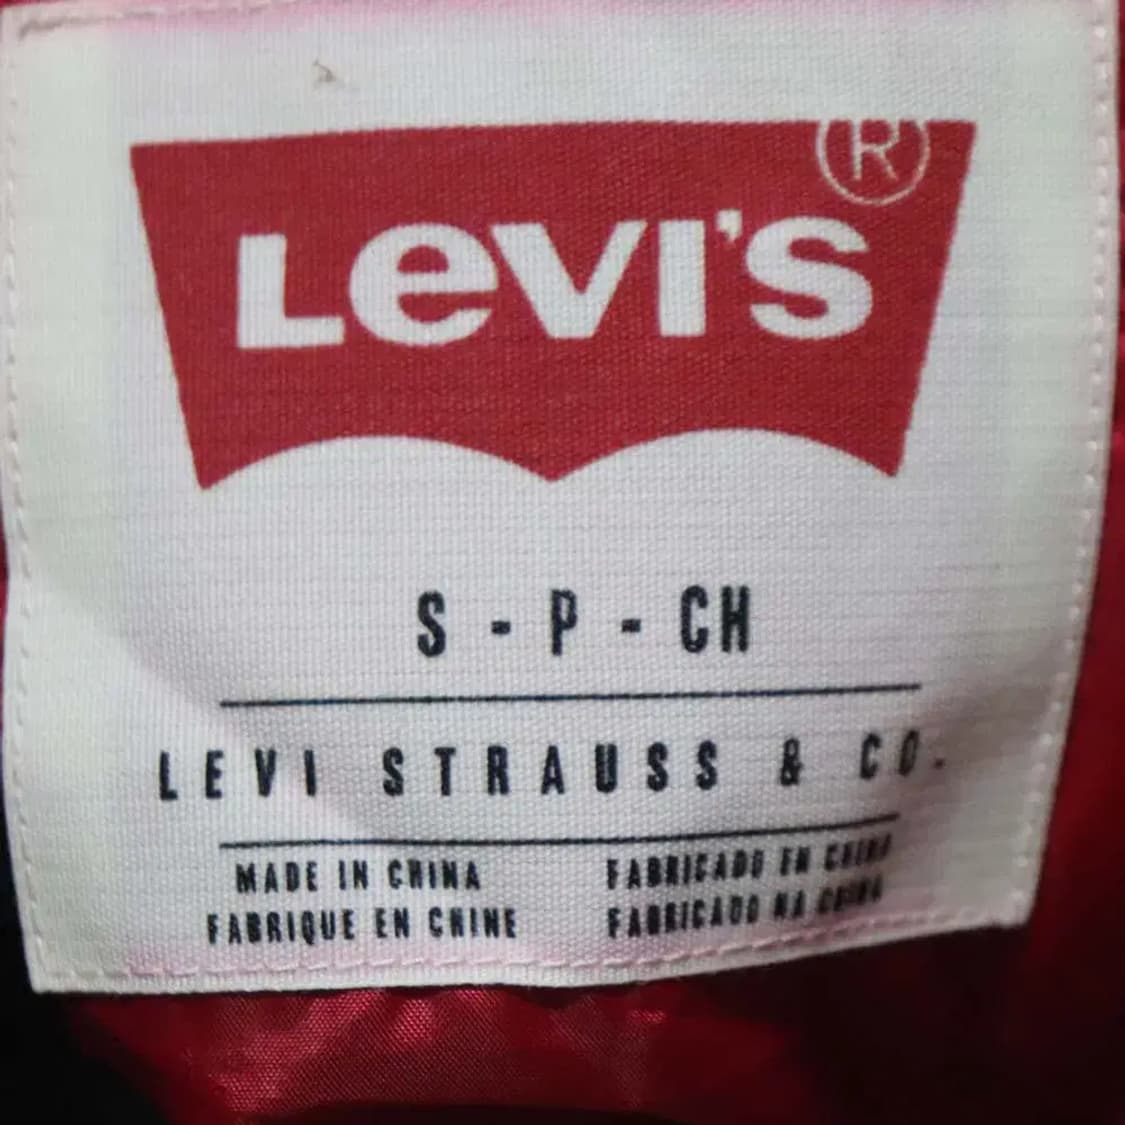 Levi's®
S - P - CH
LEVI STRAUSS & CO.
MADE IN CHINA
FABRIQUE EN CHINE
FABRICADO EN CHINA
FABRICADO NA CHINA